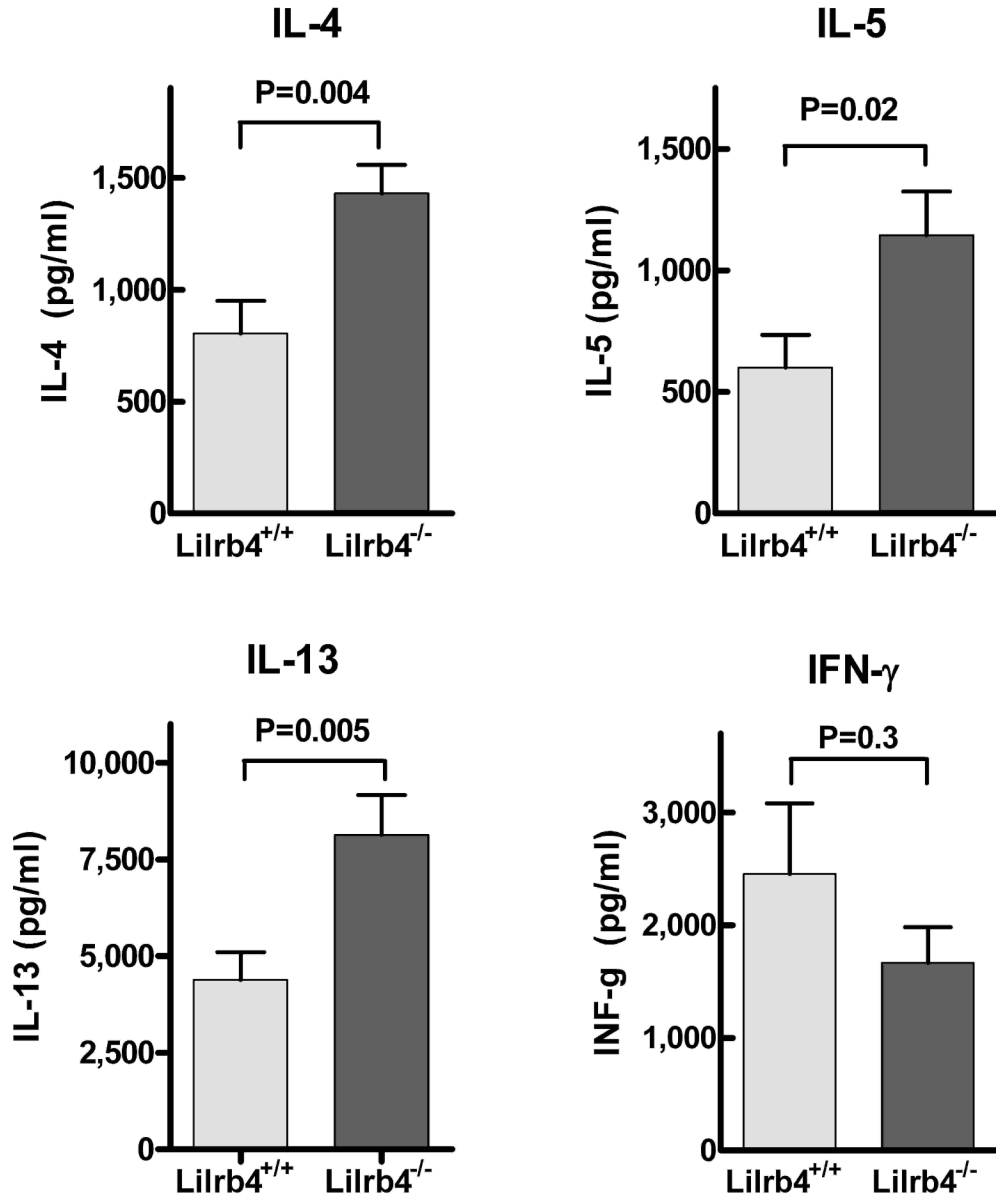 IL-4
P=0.004
IL-4 (pg/ml)
1,500
1,000
500
0
Lilrb4+/+ Lilrb4-/-
IL-5
P=0.02
IL-5 (pg/ml)
1,500
1,000
500
0
Lilrb4+/+ Lilrb4-/-
IL-13
P=0.005
IL-13 (pg/ml)
10,000
7,500
5,000
2,500
0
Lilrb4+/+ Lilrb4-/-
IFN-γ
P=0.3
INF-g (pg/ml)
3,000
2,000
1,000
0
Lilrb4+/+ Lilrb4-/-